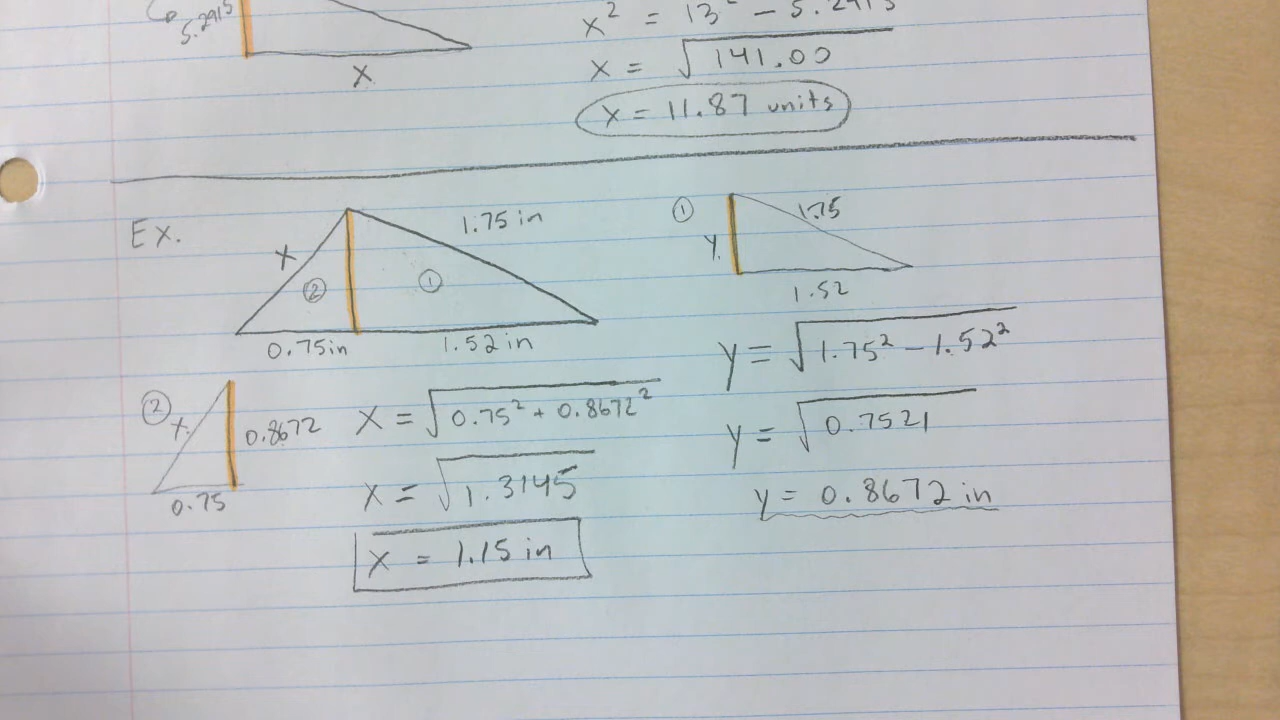 5.2915
x
x² = 13² - 5.2915
x = √141.00
x = 11.87 units
Ex.
x
1.75 in
②
①
0.75in
1.52 in
①
1.75
y
1.52
y = √1.75² - 1.52²
y = √0.7521
y = 0.8672 in
②
x
0.8672
0.75
x = √0.75² + 0.8672²
x = √1.3145
x = 1.15 in